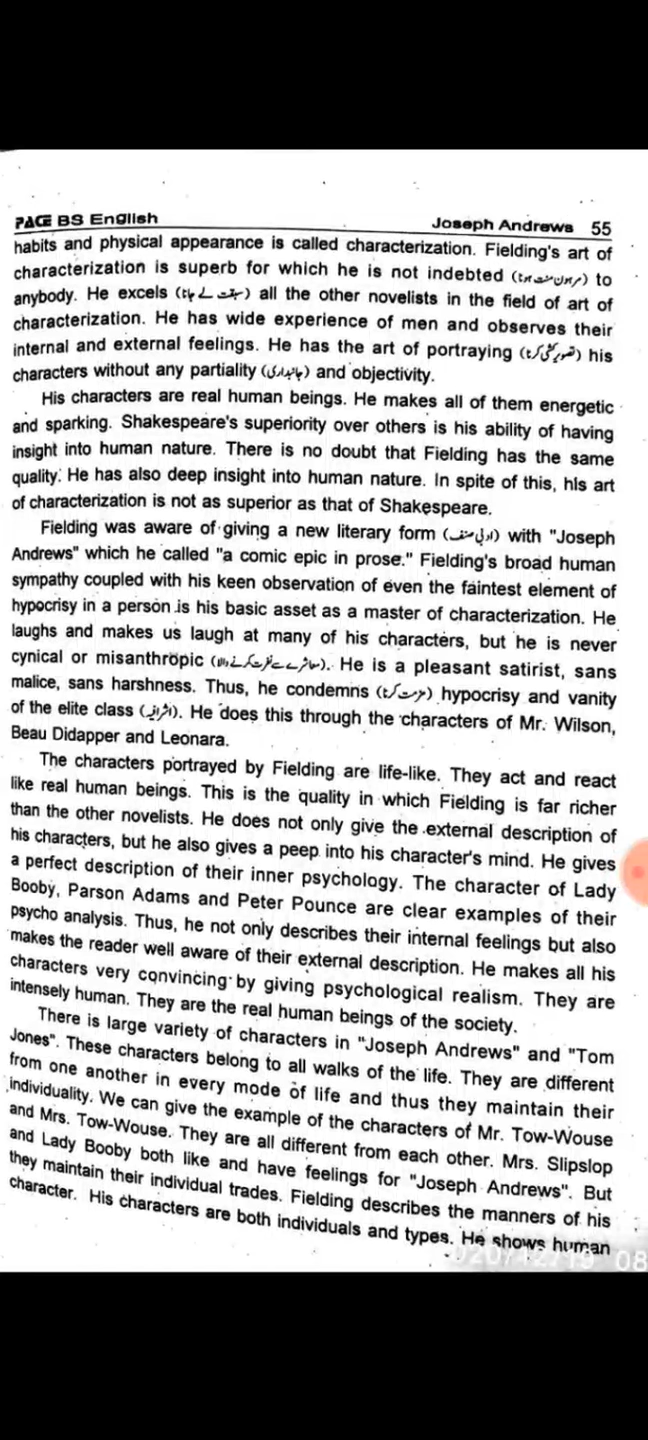 PAGE BS English
Joseph Andrews 55
habits and physical appearance is called characterization. Fielding's art of
characterization is superb for which he is not indebted (مرہون منت ہونا) to
anybody. He excels (سبقت لے جانا) all the other novelists in the field of art of
characterization. He has wide experience of men and observes their
internal and external feelings. He has the art of portraying (تصویر کشی کرنا) his
characters without any partiality (جانبداری) and objectivity.
His characters are real human beings. He makes all of them energetic
and sparking. Shakespeare's superiority over others is his ability of having
insight into human nature. There is no doubt that Fielding has the same
quality. He has also deep insight into human nature. In spite of this, his art
of characterization is not as superior as that of Shakespeare.
Fielding was aware of giving a new literary form (ادبی صنف) with "Joseph
Andrews" which he called "a comic epic in prose." Fielding's broad human
sympathy coupled with his keen observation of even the faintest element of
hypocrisy in a person is his basic asset as a master of characterization. He
laughs and makes us laugh at many of his characters, but he is never
cynical or misanthropic (معاشرے سے نفرت کرنے والا). He is a pleasant satirist, sans
malice, sans harshness. Thus, he condemns (مذمت کرنا) hypocrisy and vanity
of the elite class (اشرافیہ). He does this through the characters of Mr. Wilson,
Beau Didapper and Leonara.
The characters portrayed by Fielding are life-like. They act and react
like real human beings. This is the quality in which Fielding is far richer
than the other novelists. He does not only give the external description of
his characters, but he also gives a peep into his character's mind. He gives
a perfect description of their inner psychology. The character of Lady
Booby, Parson Adams and Peter Pounce are clear examples of their
psycho analysis. Thus, he not only describes their internal feelings but also
makes the reader well aware of their external description. He makes all his
characters very convincing by giving psychological realism. They are
intensely human. They are the real human beings of the society.
There is large variety of characters in "Joseph Andrews" and "Tom
Jones". These characters belong to all walks of the life. They are different
from one another in every mode of life and thus they maintain their
individuality. We can give the example of the characters of Mr. Tow-Wouse
and Mrs. Tow-Wouse. They are all different from each other. Mrs. Slipslop
and Lady Booby both like and have feelings for "Joseph Andrews". But
they maintain their individual trades. Fielding describes the manners of his
character. His characters are both individuals and types. He shows human